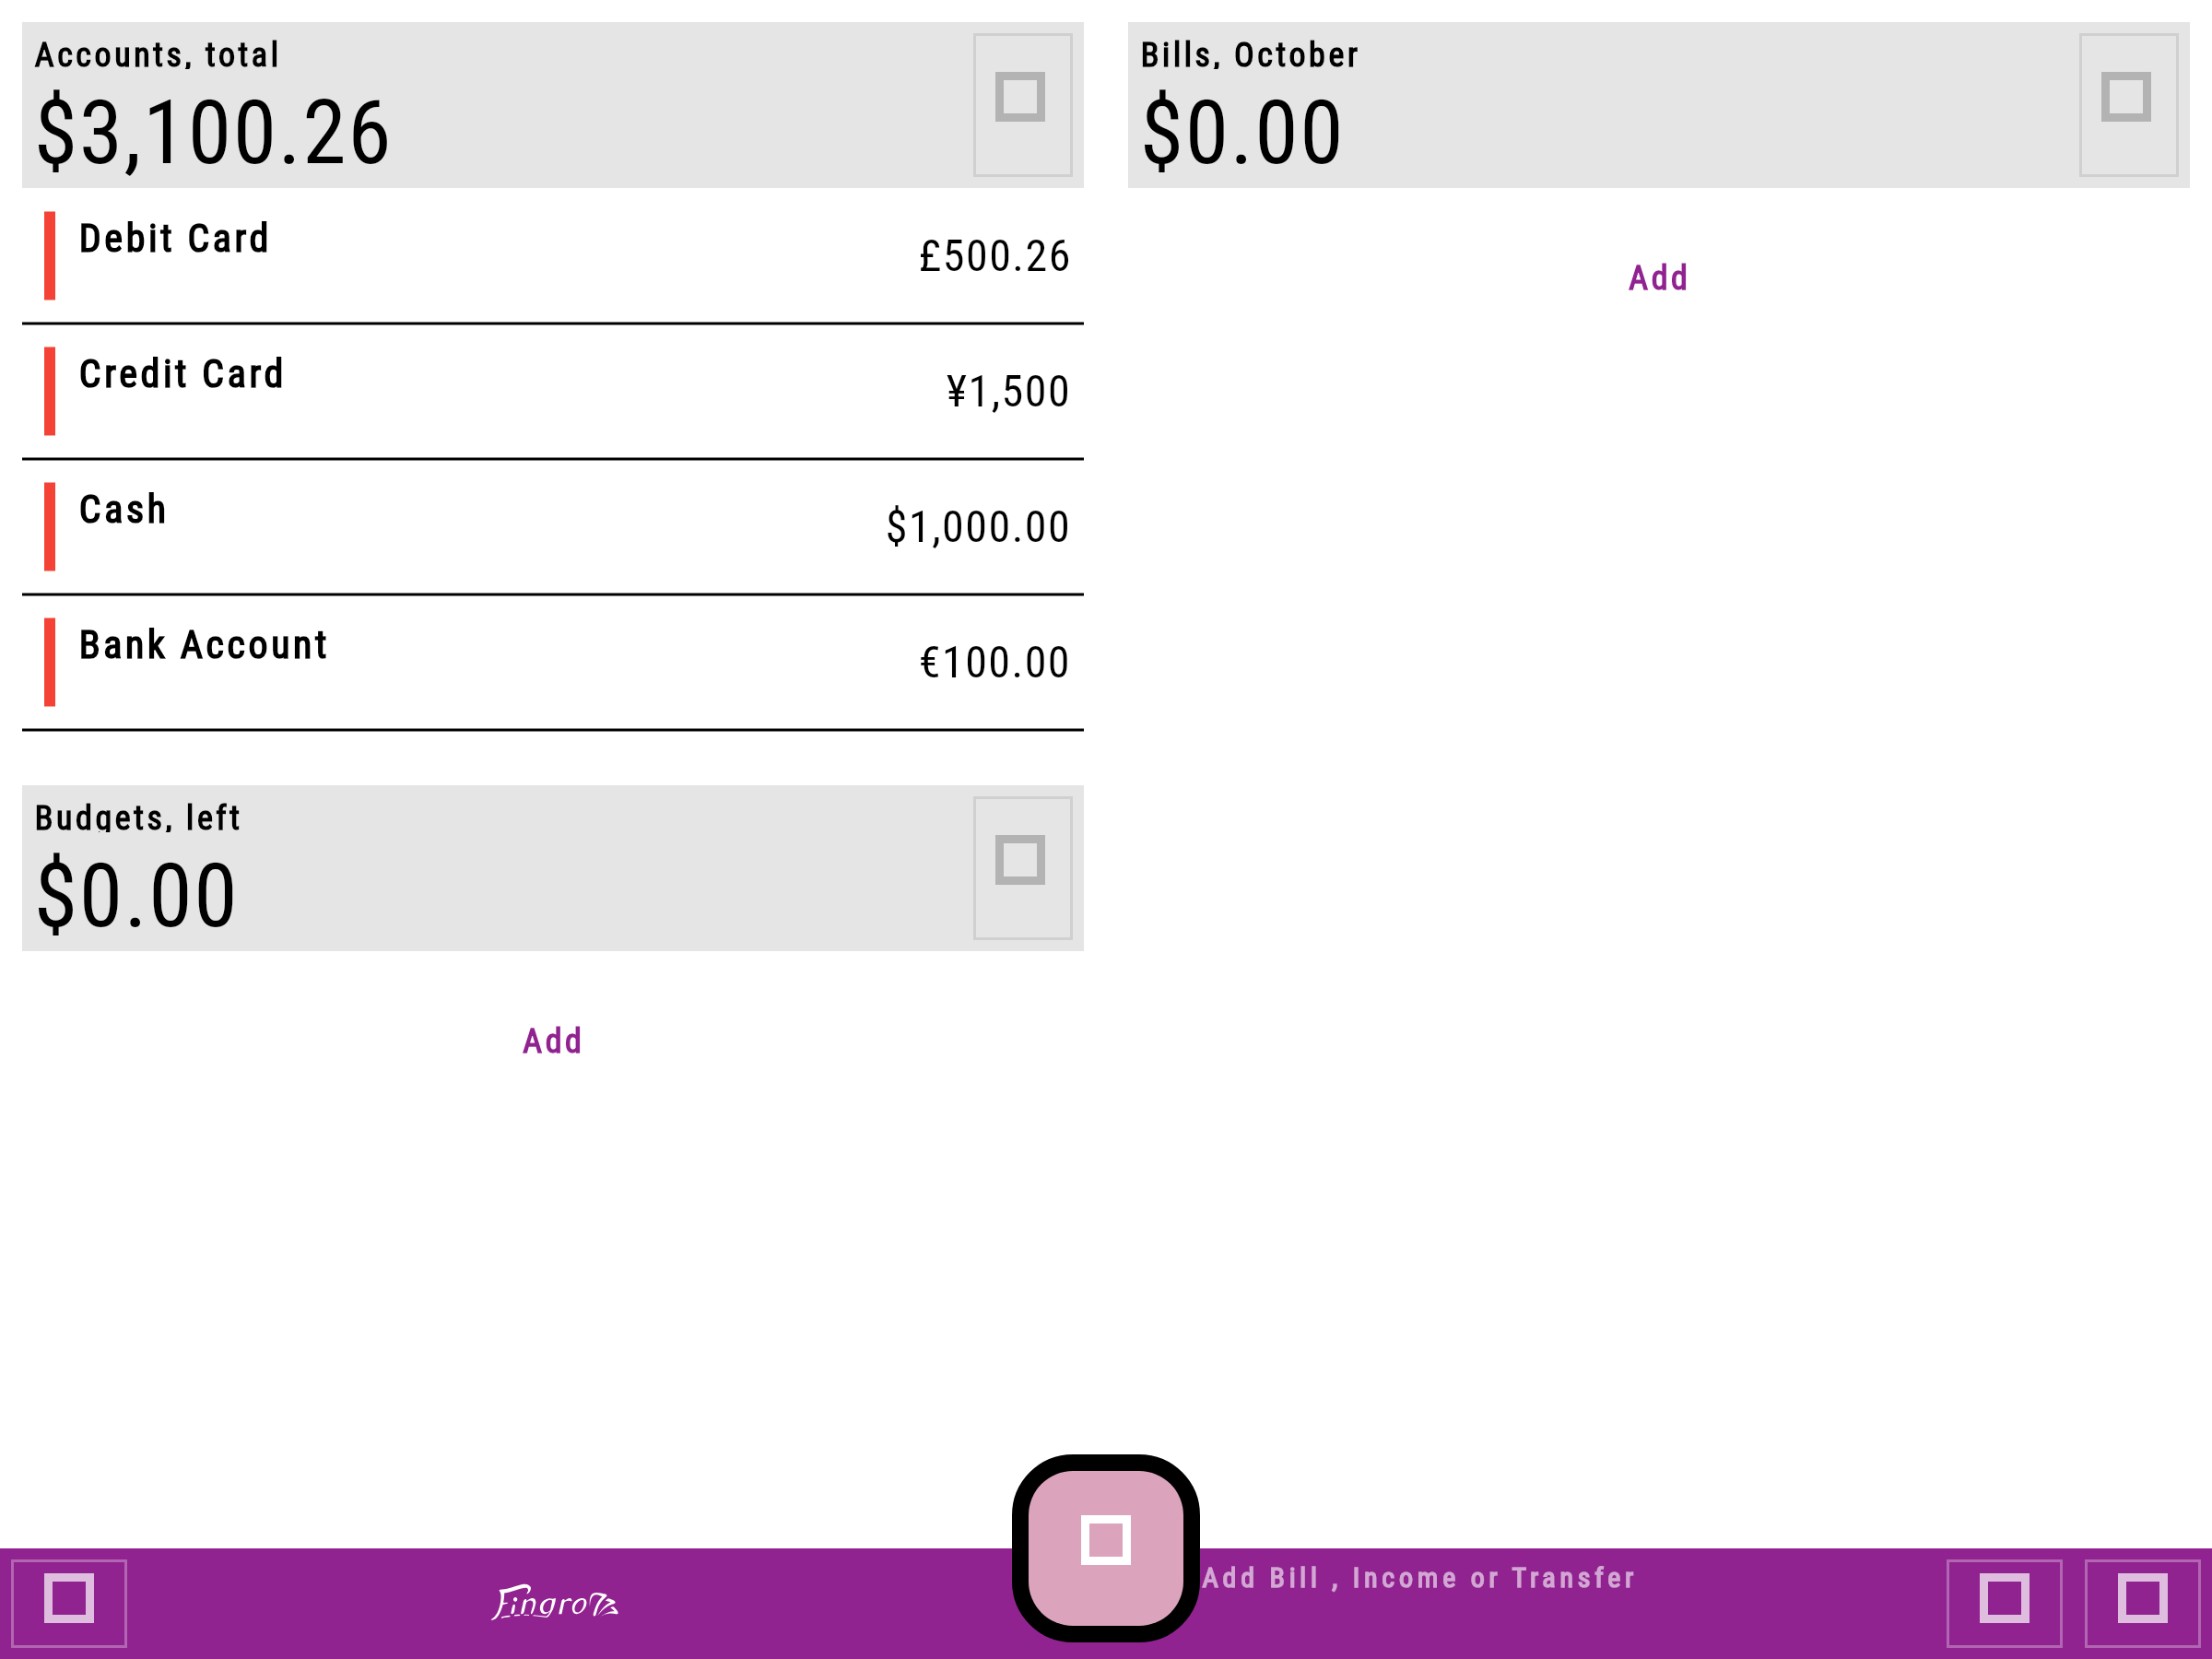 Accounts, total
$3,100.26
Debit Card
£500.26
Credit Card
¥1,500
Cash
$1,000.00
Bank Account
€100.00
Budgets, left
$0.00
Add
Bills, October
$0.00
Add
Add Bill , Income or Transfer